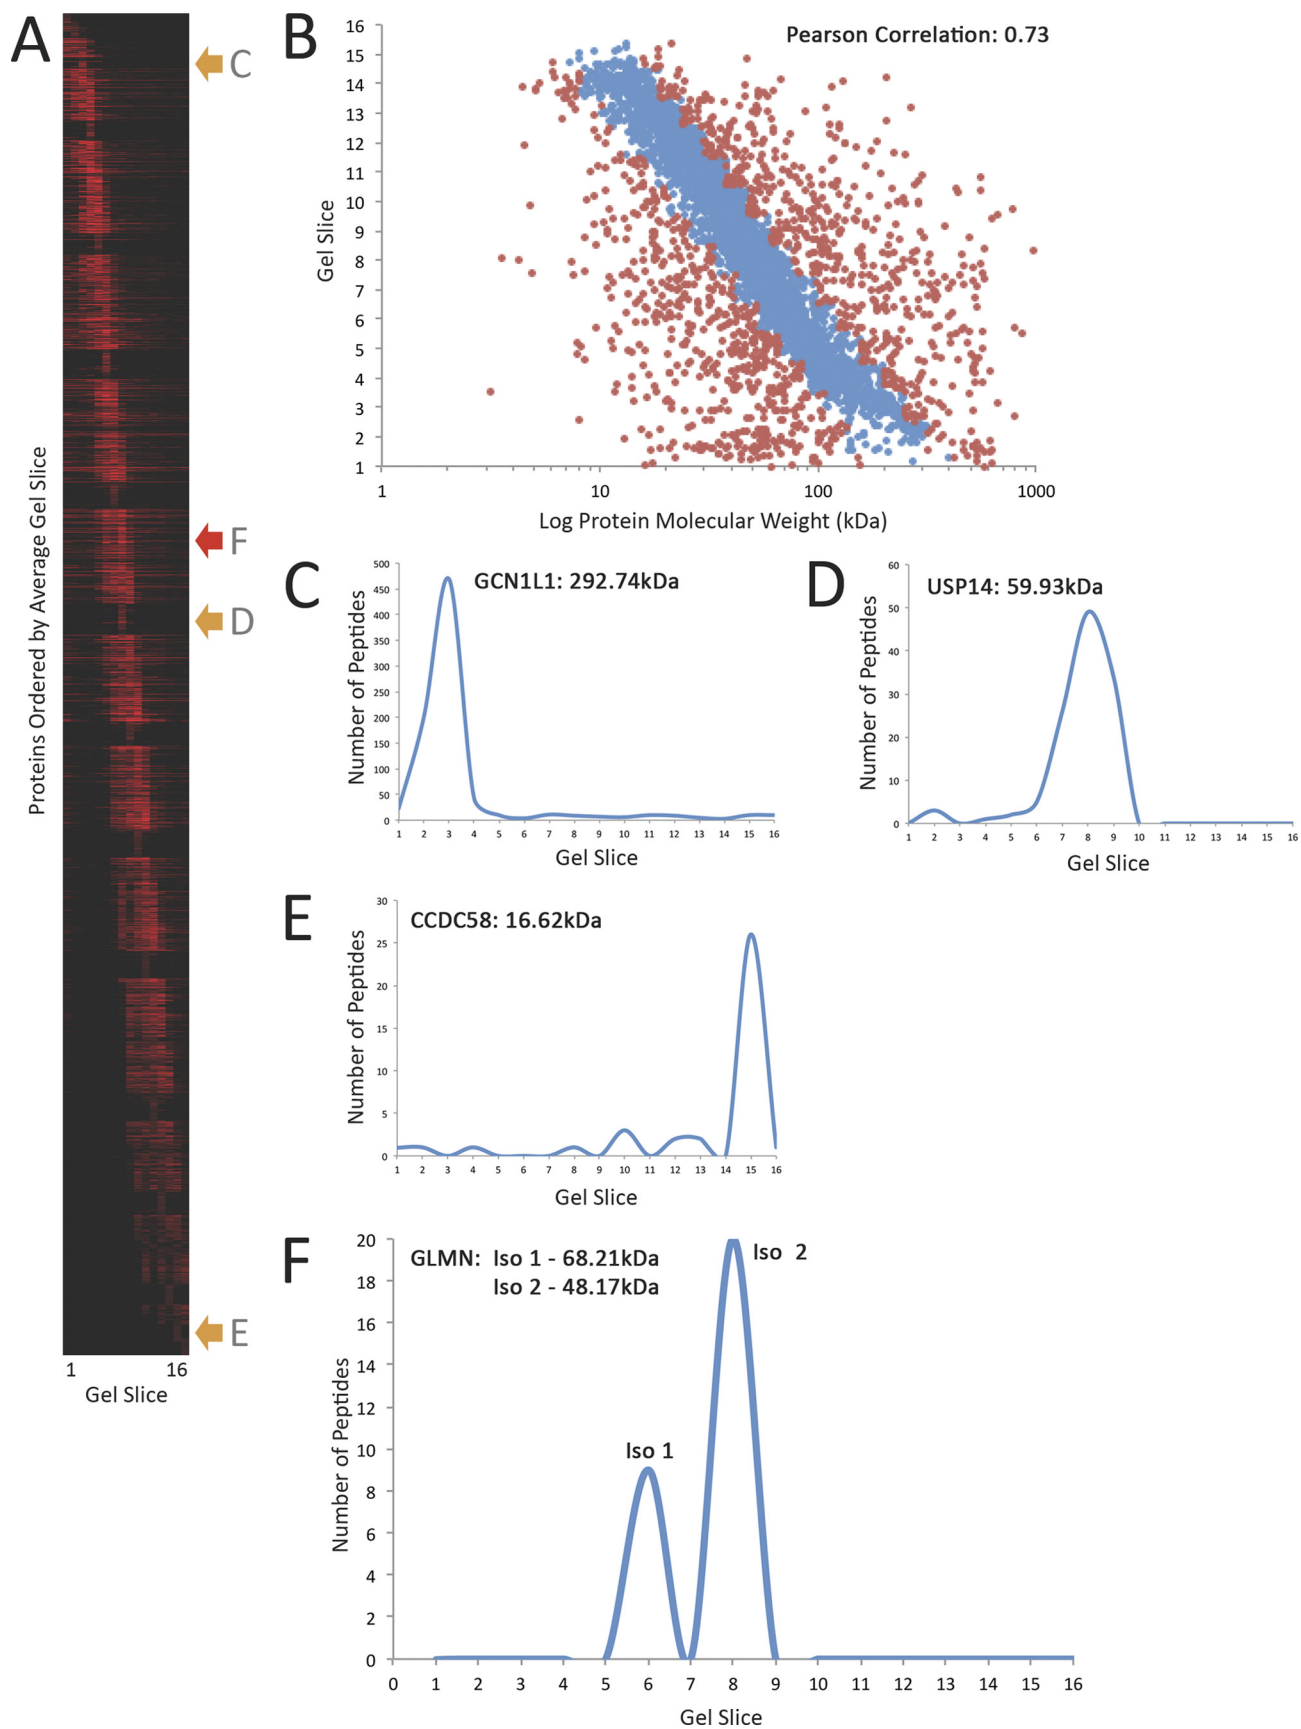 A
C
F
D
E
Proteins Ordered by Average Gel Slice
1 16
Gel Slice
B
Pearson Correlation: 0.73
16
15
14
13
12
11
10
9
8
7
6
5
4
3
2
1
Gel Slice
1 10 100 1000
Log Protein Molecular Weight (kDa)
C
GCN1L1: 292.74kDa
500
450
400
350
300
250
200
150
100
50
0
Number of Peptides
1 2 3 4 5 6 7 8 9 10 11 12 13 14 15 16
Gel Slice
D
USP14: 59.93kDa
60
50
40
30
20
10
0
Number of Peptides
1 2 3 4 5 6 7 8 9 10 11 12 13 14 15 16
Gel Slice
E
CCDC58: 16.62kDa
30
25
20
15
10
5
0
Number of Peptides
1 2 3 4 5 6 7 8 9 10 11 12 13 14 15 16
Gel Slice
F
GLMN: Iso 1 - 68.21kDa
Iso 2 - 48.17kDa
Iso 2
Iso 1
20
18
16
14
12
10
8
6
4
2
0
Number of Peptides
0 1 2 3 4 5 6 7 8 9 10 11 12 13 14 15 16
Gel Slice